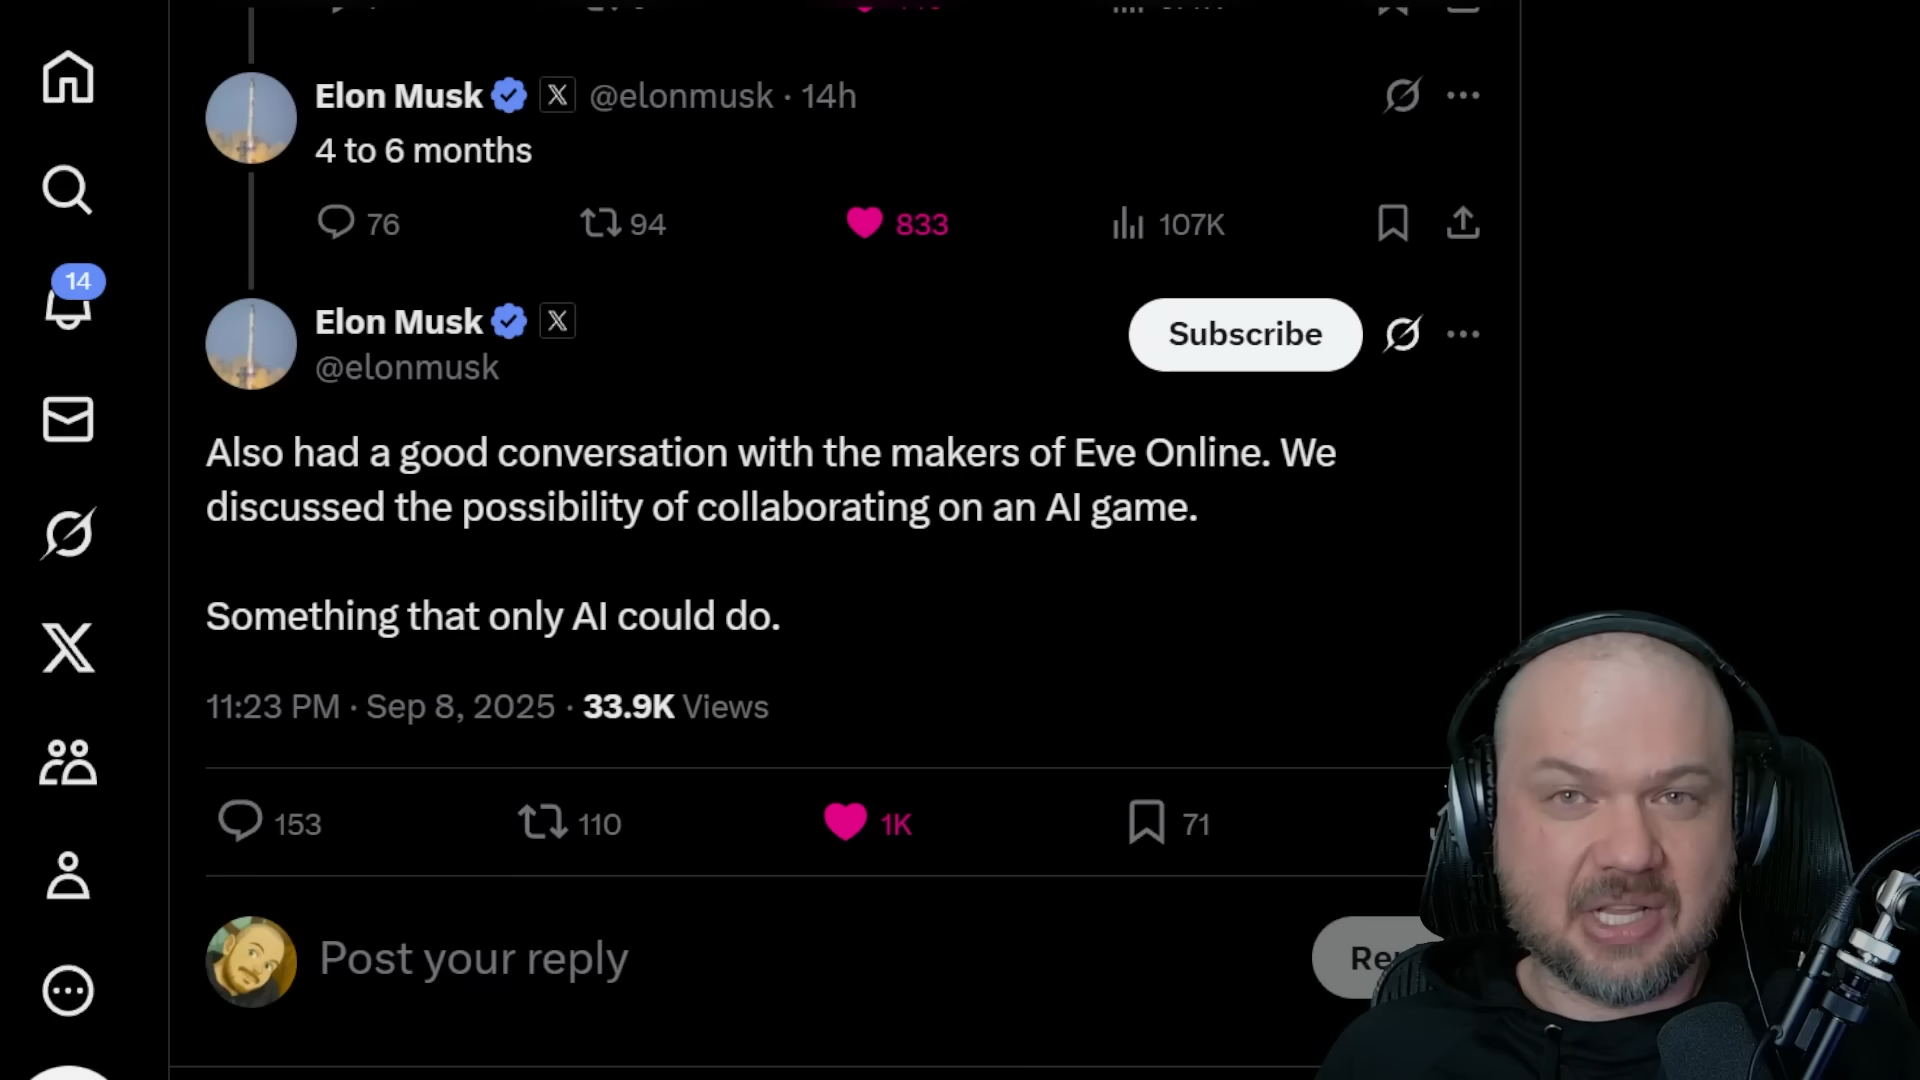 Elon Musk X @elonmusk · 14h
4 to 6 months
76 94 833 107K
14
Elon Musk X
Subscribe
@elonmusk
Also had a good conversation with the makers of Eve Online. We
discussed the possibility of collaborating on an AI game.
Something that only AI could do.
11:23 PM · Sep 8, 2025 · 33.9K Views
153 110 1K 71
Post your reply